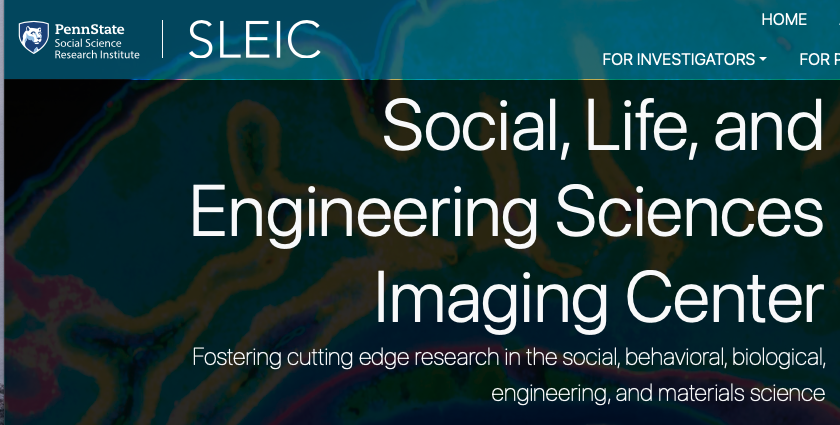 PennState
Social Science
Research Institute
SLEIC
HOME
FOR INVESTIGATORS
FOR
Social, Life, and
Engineering Sciences
Imaging Center
Fostering cutting edge research in the social, behavioral, biological,
engineering, and materials science